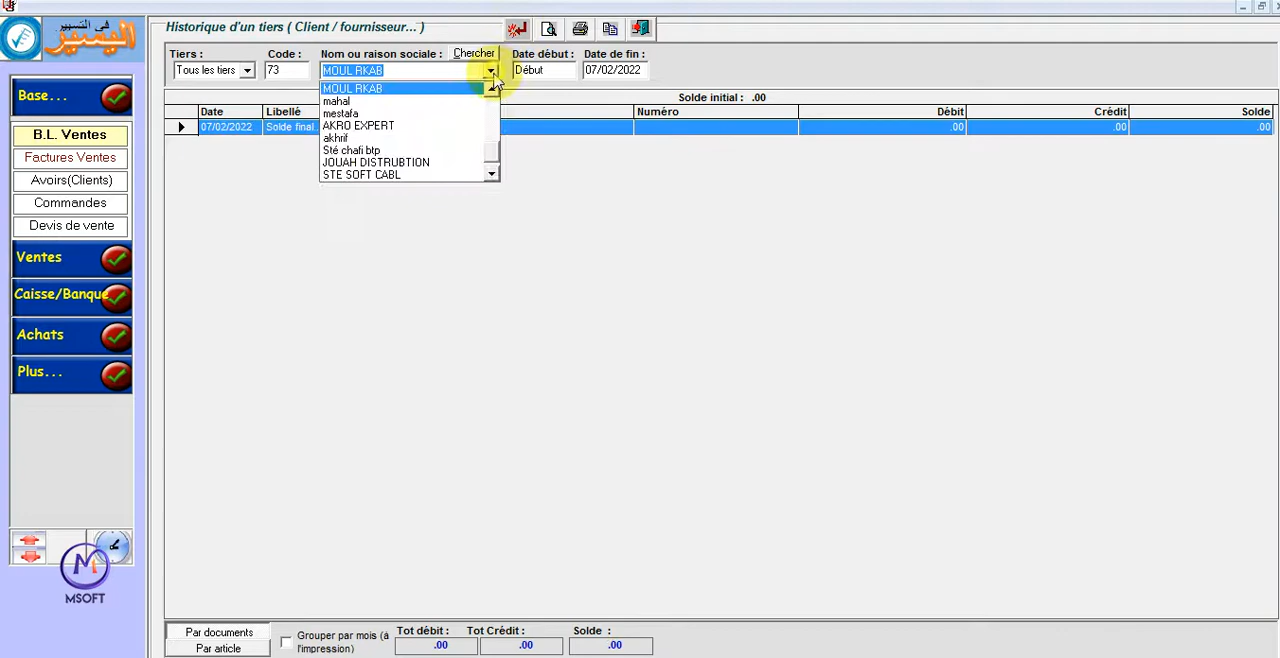 Historique d'un tiers ( Client / fournisseur... )
في التسيير
اليسير
Tiers :
Code :
Nom ou raison sociale :
Chercher
Date début :
Date de fin :
Tous les tiers
73
MOUL RKAB
Début
07/02/2022
MOUL RKAB
mahal
mestafa
AKRO EXPERT
akhrif
Sté chafi btp
JOUAH DISTRUBTION
STE SOFT CABL
Solde initial : .00
Date
Libellé
Numéro
Débit
Crédit
Solde
07/02/2022
Solde final..
.00
.00
.00
Base...
B.L. Ventes
Factures Ventes
Avoirs(Clients)
Commandes
Devis de vente
Ventes
Caisse/Banque
Achats
Plus...
MSOFT
Par documents
Par article
Grouper par mois (à
l'impression)
Tot débit :
Tot Crédit :
Solde :
.00
.00
.00